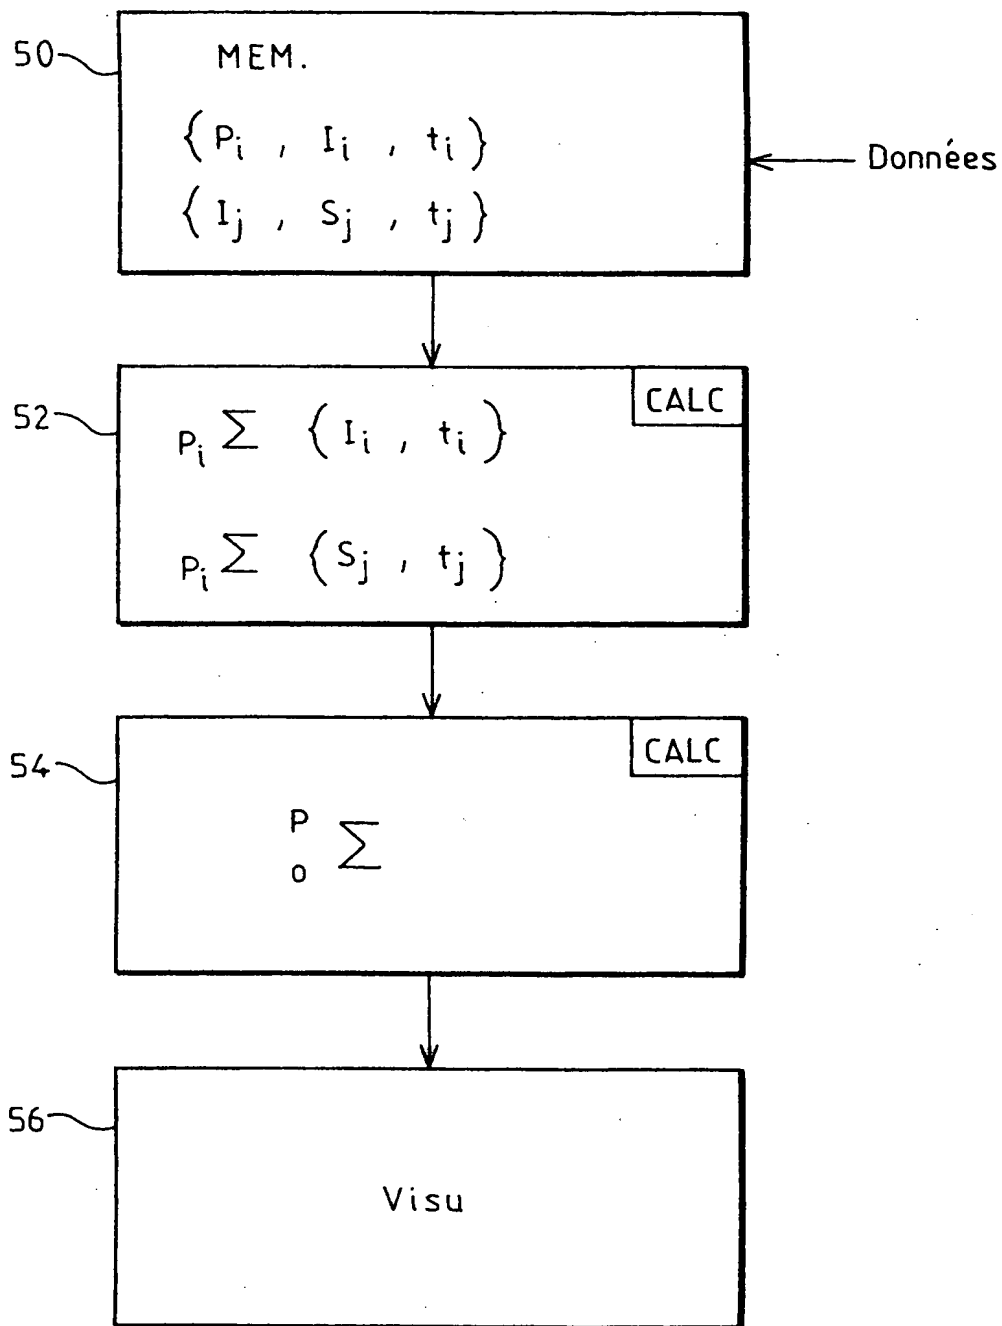 50
MEM.
{ Pi , Ii , ti }
{ Ij , Sj , tj }
Données
52
CALC
Pi Σ { Ii , ti }
Pi Σ { Sj , tj }
54
CALC
P
o Σ
56
Visu